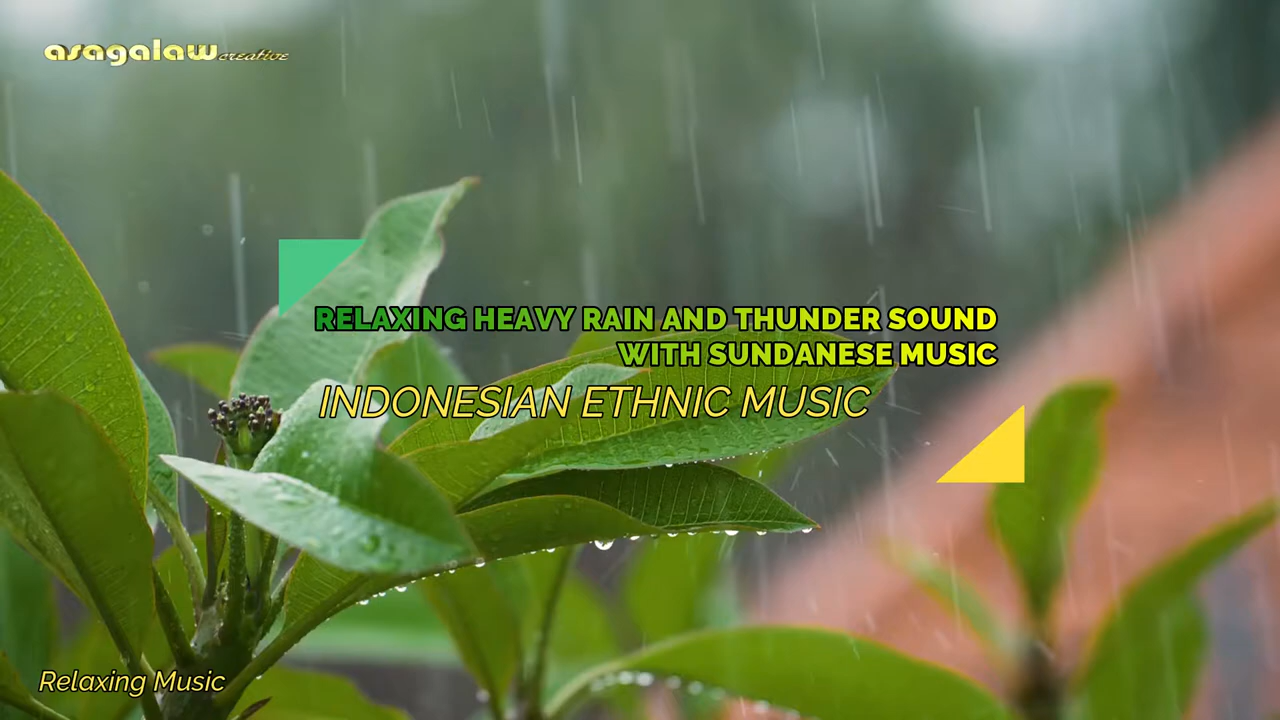 asagalaw creative
RELAXING HEAVY RAIN AND THUNDER SOUND
WITH SUNDANESE MUSIC
INDONESIAN ETHNIC MUSIC
Relaxing Music